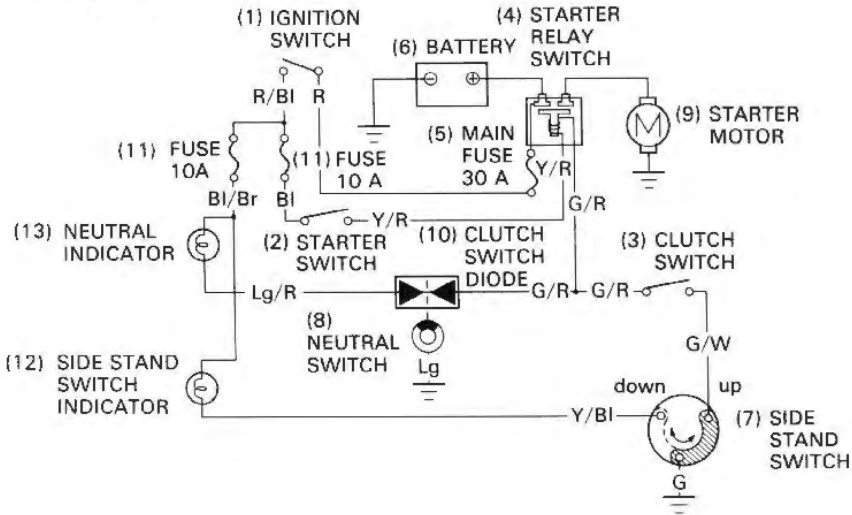 (1) IGNITION
SWITCH
(4) STARTER
RELAY
SWITCH
(6) BATTERY
R/Bl
R
(9) STARTER
MOTOR
(5) MAIN
FUSE
30 A
(11) FUSE
10A
(11) FUSE
10 A
Y/R
G/R
Bl/Br
Bl
Y/R
(2) STARTER
SWITCH
(13) NEUTRAL
INDICATOR
(10) CLUTCH
SWITCH
DIODE
(3) CLUTCH
SWITCH
Lg/R
G/R
G/R
(8)
NEUTRAL
SWITCH
Lg
G/W
(12) SIDE STAND
SWITCH
INDICATOR
down
up
Y/Bl
(7) SIDE
STAND
SWITCH
G
M